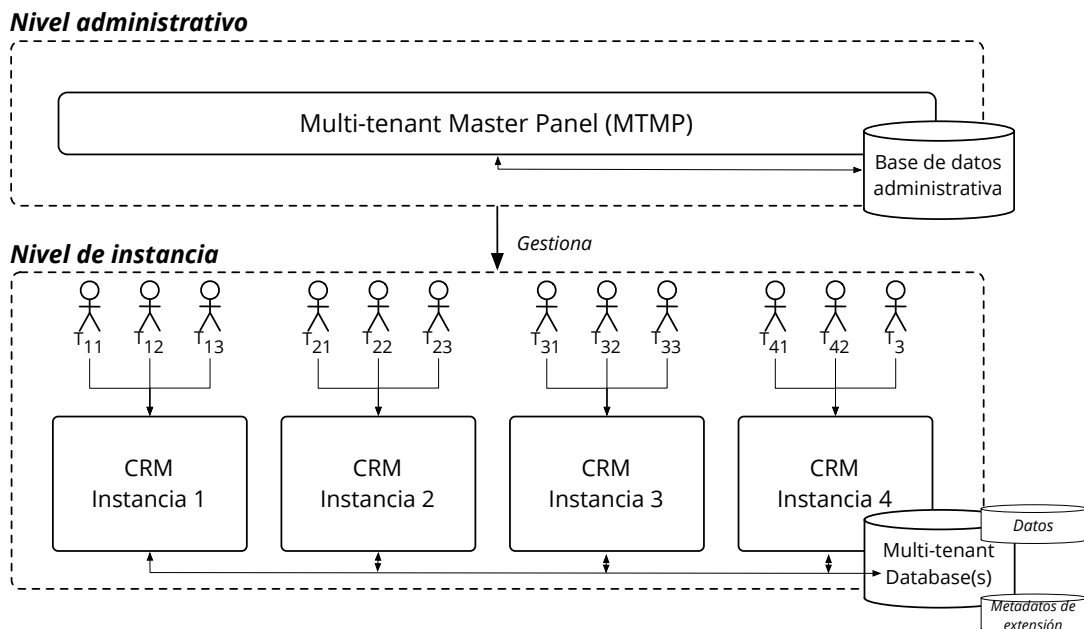 Nivel administrativo
Multi-tenant Master Panel (MTMP)
Base de datos
administrativa
Gestiona
Nivel de instancia
T11 T12 T13 T21 T22 T23 T31 T32 T33 T41 T42 T3
CRM
Instancia 1
CRM
Instancia 2
CRM
Instancia 3
CRM
Instancia 4
Datos
Multi-tenant
Database(s)
Metadatos de
extensión